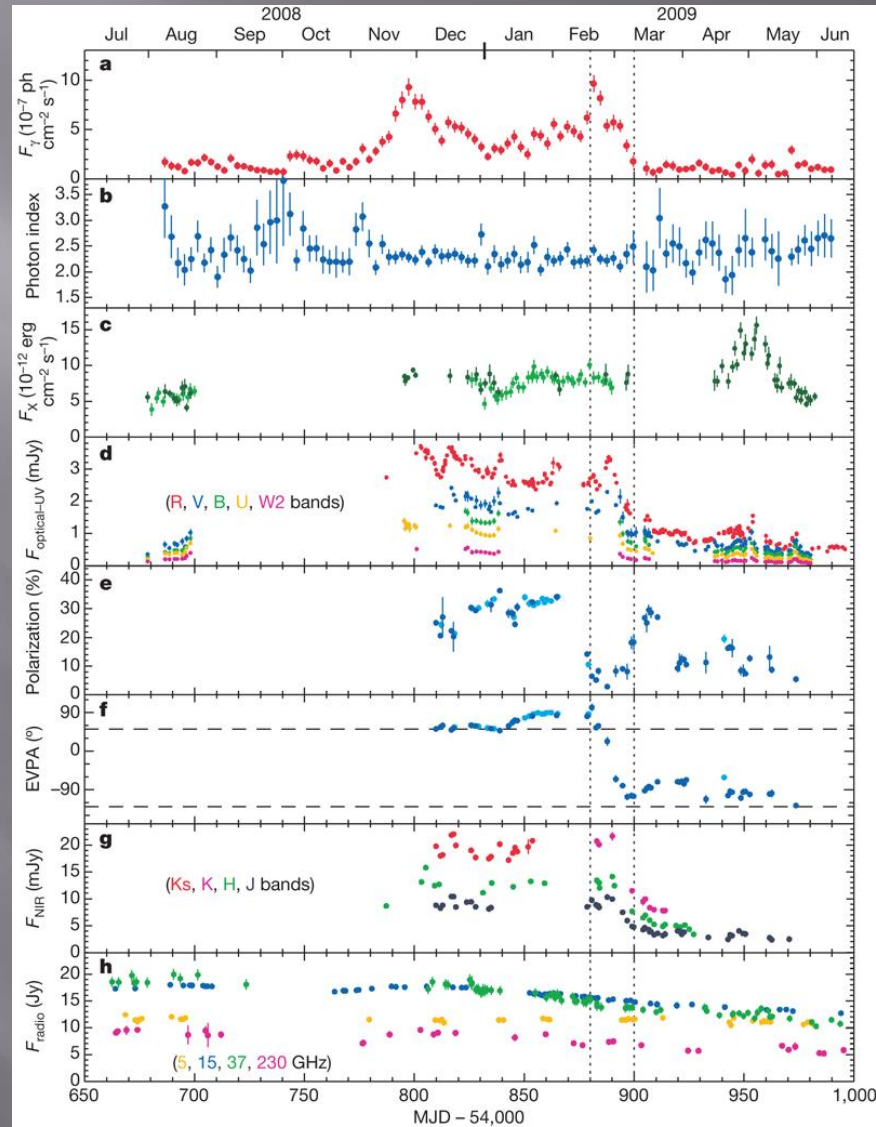 2008 2009
Jul Aug Sep Oct Nov Dec Jan Feb Mar Apr May Jun
a
Fγ (10⁻⁷ ph cm⁻² s⁻¹)
10
5
0
b
Photon index
3.5
3.0
2.5
2.0
1.5
c
FX (10⁻¹² erg cm⁻² s⁻¹)
15
10
5
0
d
Foptical–UV (mJy)
3
2
1
0
(R, V, B, U, W2 bands)
e
Polarization (%)
40
30
20
10
0
f
EVPA (°)
90
0
−90
g
FNIR (mJy)
20
15
10
5
0
(Ks, K, H, J bands)
h
Fradio (Jy)
20
15
10
5
0
(5, 15, 37, 230 GHz)
650 700 750 800 850 900 950 1,000
MJD – 54,000